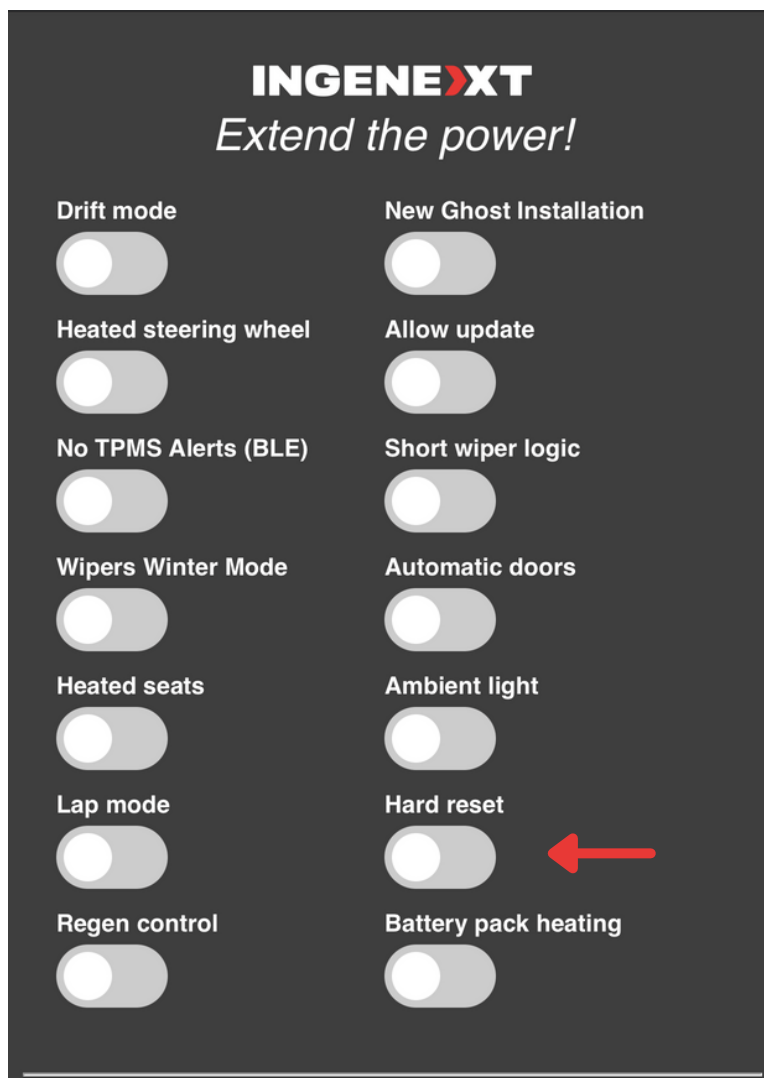 INGENEXT
Extend the power!
Drift mode
New Ghost Installation
Heated steering wheel
Allow update
No TPMS Alerts (BLE)
Short wiper logic
Wipers Winter Mode
Automatic doors
Heated seats
Ambient light
Lap mode
Hard reset
Regen control
Battery pack heating